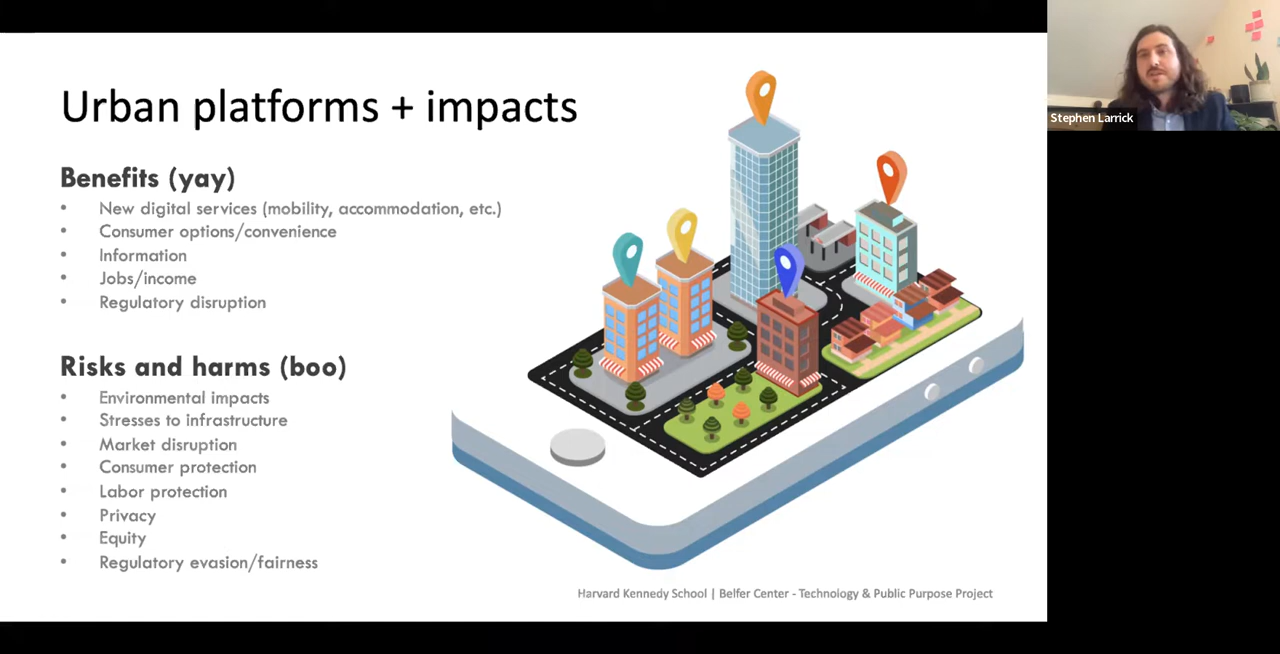 Urban platforms + impacts
Benefits (yay)
• New digital services (mobility, accommodation, etc.)
• Consumer options/convenience
• Information
• Jobs/income
• Regulatory disruption
Risks and harms (boo)
• Environmental impacts
• Stresses to infrastructure
• Market disruption
• Consumer protection
• Labor protection
• Privacy
• Equity
• Regulatory evasion/fairness
Harvard Kennedy School | Belfer Center - Technology & Public Purpose Project
Stephen Larrick